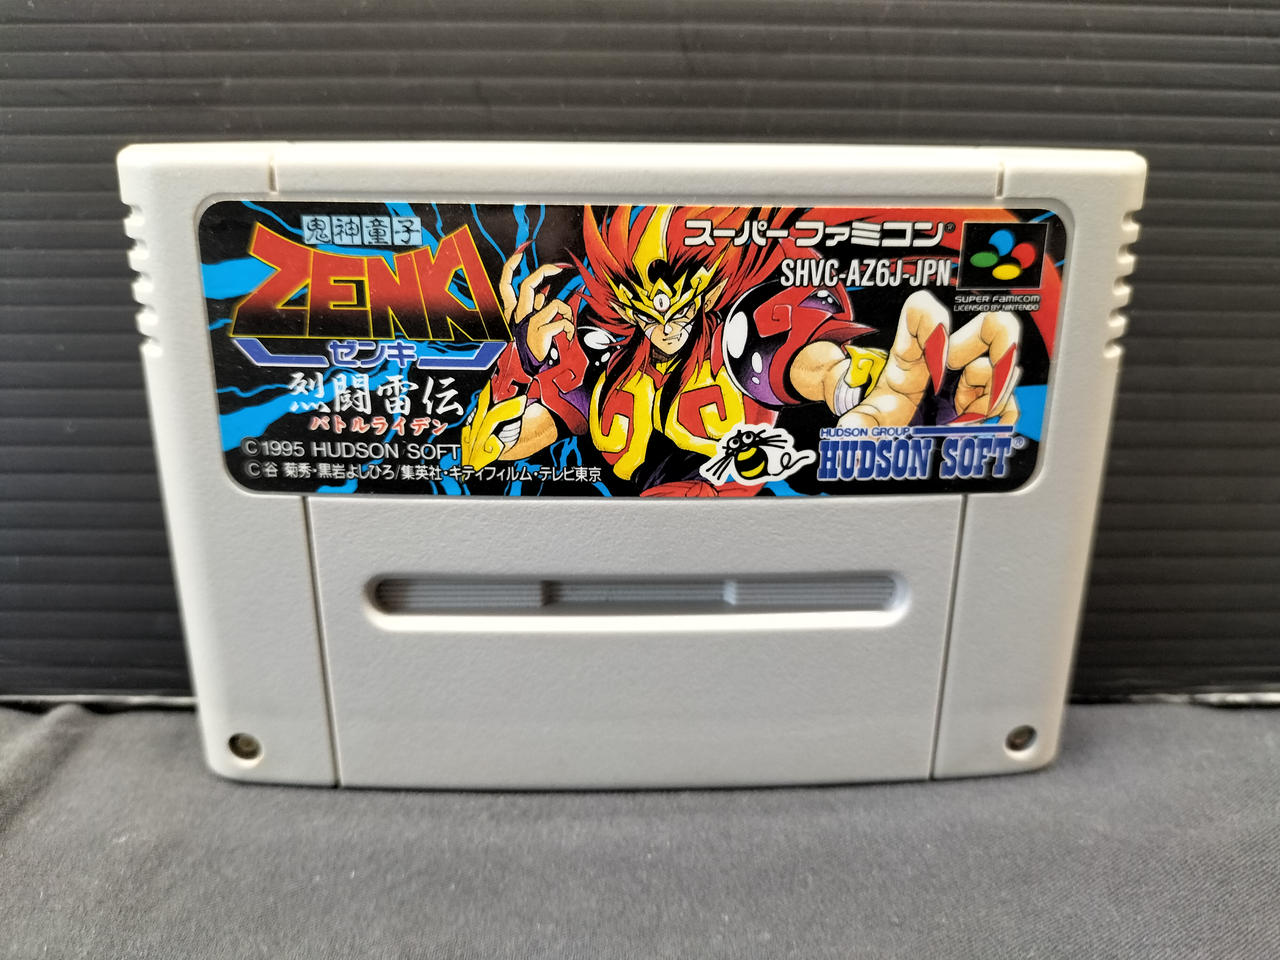 鬼神童子
ZENKI
ゼンキ
烈闘雷伝
バトルライデン
©1995 HUDSON SOFT
©谷 菊秀・黒岩よしひろ/集英社・キティフィルム・テレビ東京
スーパーファミコン®
SHVC-AZ6J-JPN
SUPER FAMICOM
LICENSED BY NINTENDO
HUDSON GROUP
HUDSON SOFT®